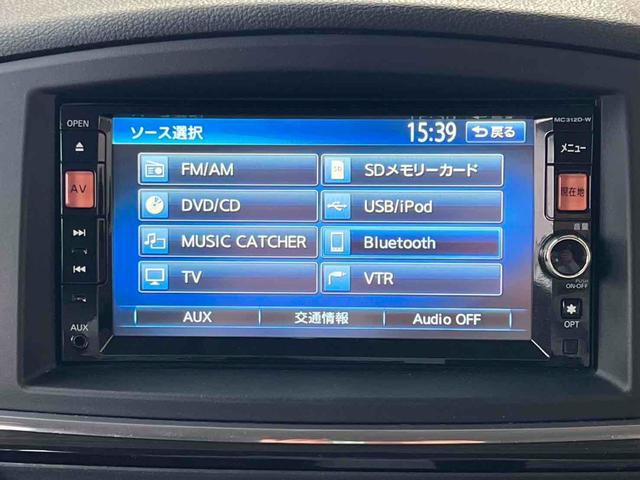 OPEN
MC312D-W
ソース選択
15:39
戻る
メニュー
AV
現在地
FM/AM
SDメモリーカード
DVD/CD
USB/iPod
MUSIC CATCHER
Bluetooth
TV
VTR
音量
PUSH
ON-OFF
AUX
交通情報
Audio OFF
AUX
OPT